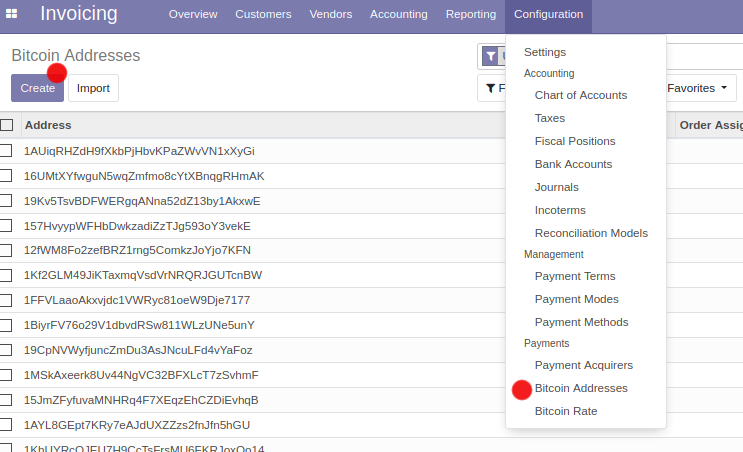 Invoicing Overview Customers Vendors Accounting Reporting Configuration
Bitcoin Addresses
Create Import
Favorites
Settings
Accounting
Chart of Accounts
Taxes
Fiscal Positions
Bank Accounts
Journals
Incoterms
Reconciliation Models
Management
Payment Terms
Payment Modes
Payment Methods
Payments
Payment Acquirers
Bitcoin Addresses
Bitcoin Rate
Address Order Assig
1AUiqRHZdH9fXkbPjHbvKPaZWvVN1xXyGi
16UMtXYfwguN5wqZmfmo8cYtXBnqgRHmAK
19Kv5TsvBDFWERgqANna52dZ13by1AkxwE
157HvyypWFHbDwkzadiZzTJg593oY3vekE
12fWM8Fo2zefBRZ1rng5ComkzJoYjo7KFN
1Kf2GLM49JiKTaxmqVsdVrNRQRJGUTcnBW
1FFVLaaoAkxvjdc1VWRyc81oeW9Dje7177
1BiyrFV76o29V1dbvdRSw811WLzUNe5unY
19CpNVWyfjuncZmDu3AsJNcuLFd4vYaFoz
1MSkAxeerk8Uv44NgVC32BFXLcT7zSvhmF
15JmZFyfuvaMNHRq4F7XEqzEhCZDiEvhqB
1AYL8GEpt7KRy7eAJdUXZZzs2fnJfn5hGU